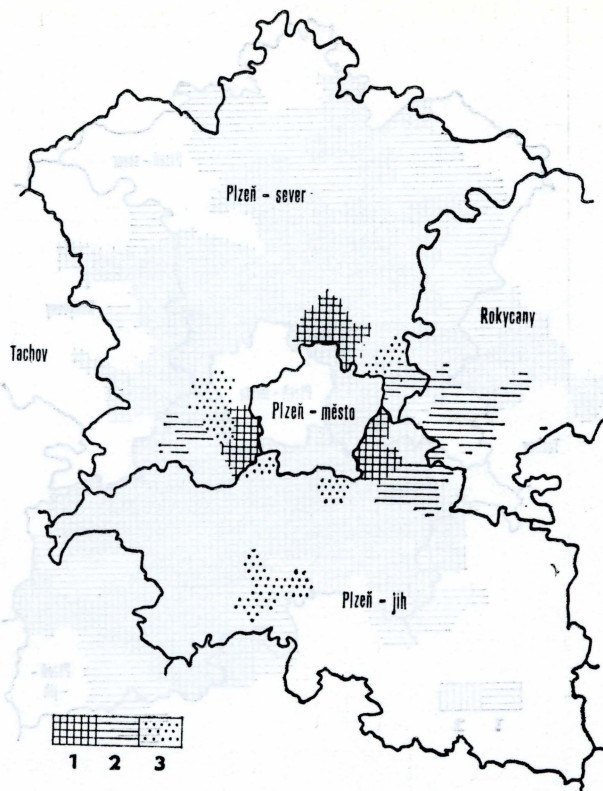 Plzeň - sever
Rokycany
Tachov
Plzeň - město
Plzeň - jih
1 2 3